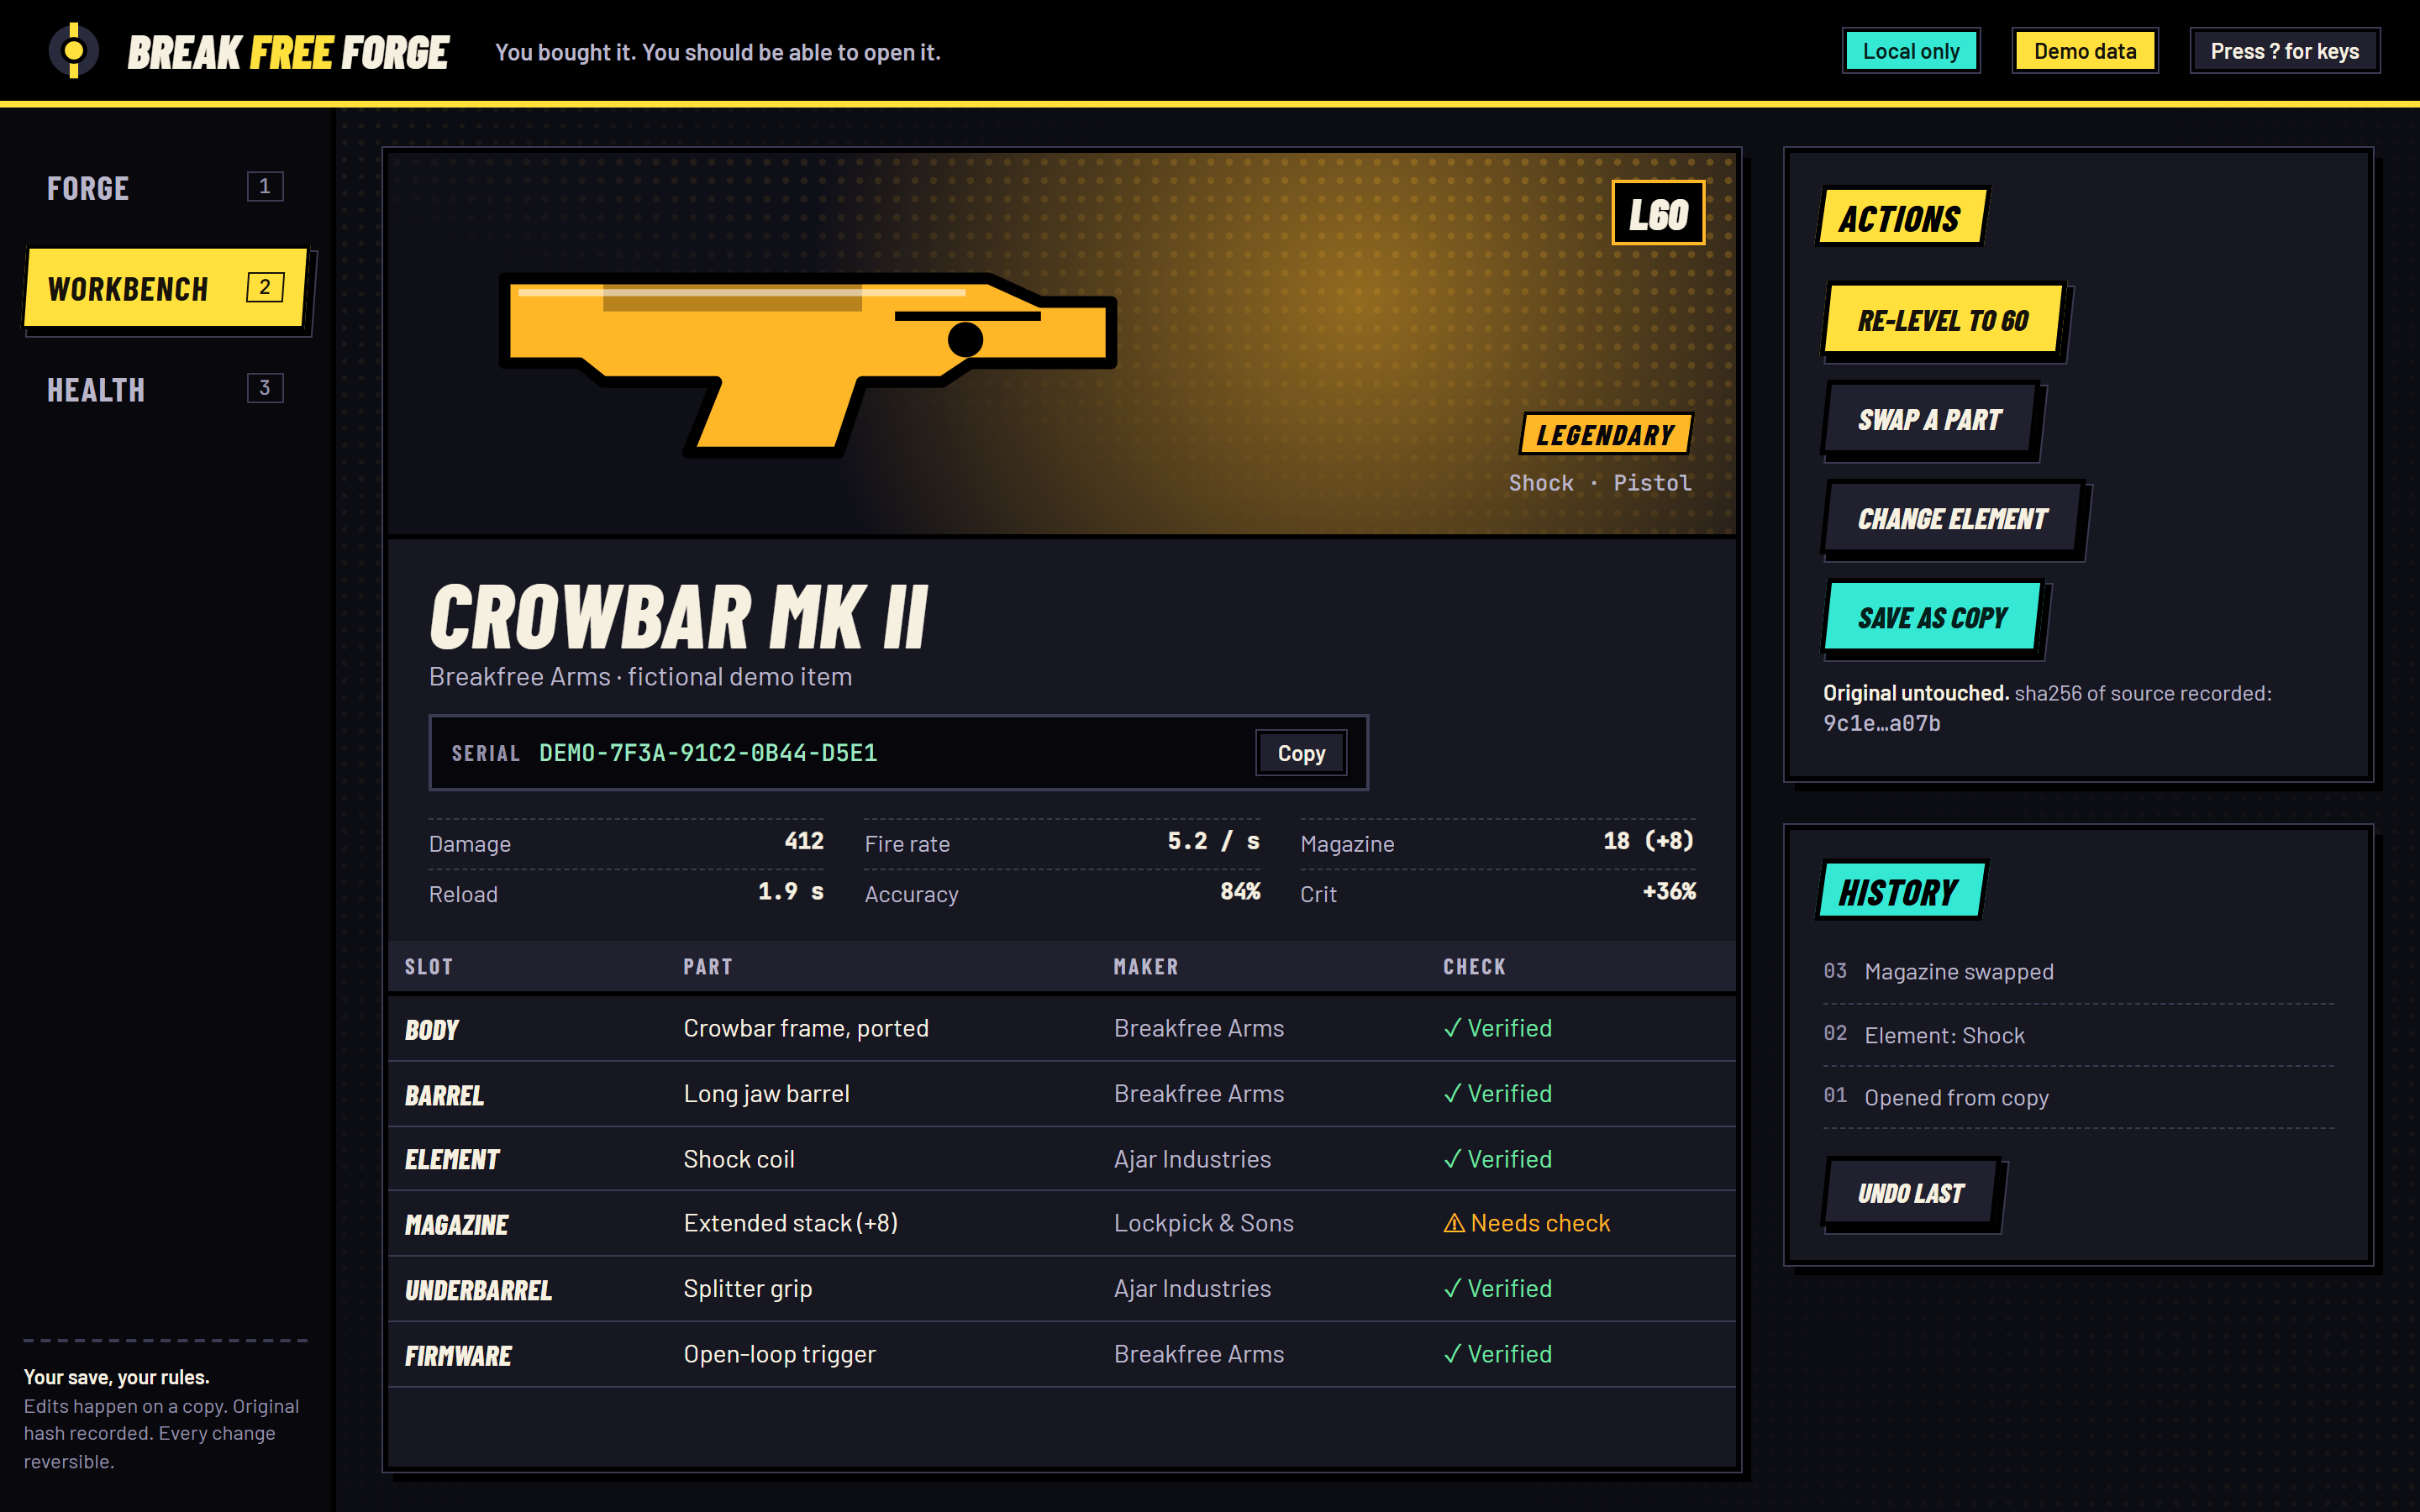 BREAK FREE FORGE
You bought it. You should be able to open it.
Local only
Demo data
Press ? for keys
FORGE 1
WORKBENCH 2
HEALTH 3
Your save, your rules.
Edits happen on a copy. Original
hash recorded. Every change
reversible.
L60
LEGENDARY
Shock · Pistol
CROWBAR MK II
Breakfree Arms · fictional demo item
SERIAL DEMO-7F3A-91C2-0B44-D5E1 Copy
Damage 412 Fire rate 5.2 / s Magazine 18 (+8)
Reload 1.9 s Accuracy 84% Crit +36%
SLOT PART MAKER CHECK
BODY Crowbar frame, ported Breakfree Arms ✓ Verified
BARREL Long jaw barrel Breakfree Arms ✓ Verified
ELEMENT Shock coil Ajar Industries ✓ Verified
MAGAZINE Extended stack (+8) Lockpick & Sons ⚠ Needs check
UNDERBARREL Splitter grip Ajar Industries ✓ Verified
FIRMWARE Open-loop trigger Breakfree Arms ✓ Verified
ACTIONS
RE-LEVEL TO 60
SWAP A PART
CHANGE ELEMENT
SAVE AS COPY
Original untouched. sha256 of source recorded:
9c1e…a07b
HISTORY
03 Magazine swapped
02 Element: Shock
01 Opened from copy
UNDO LAST